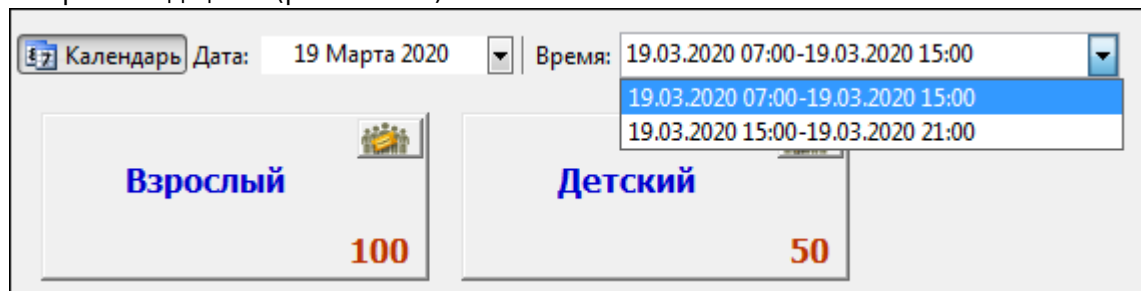 Календарь Дата: 19 Марта 2020 Время: 19.03.2020 07:00-19.03.2020 15:00
19.03.2020 07:00-19.03.2020 15:00
19.03.2020 15:00-19.03.2020 21:00
Взрослый Детский
100 50